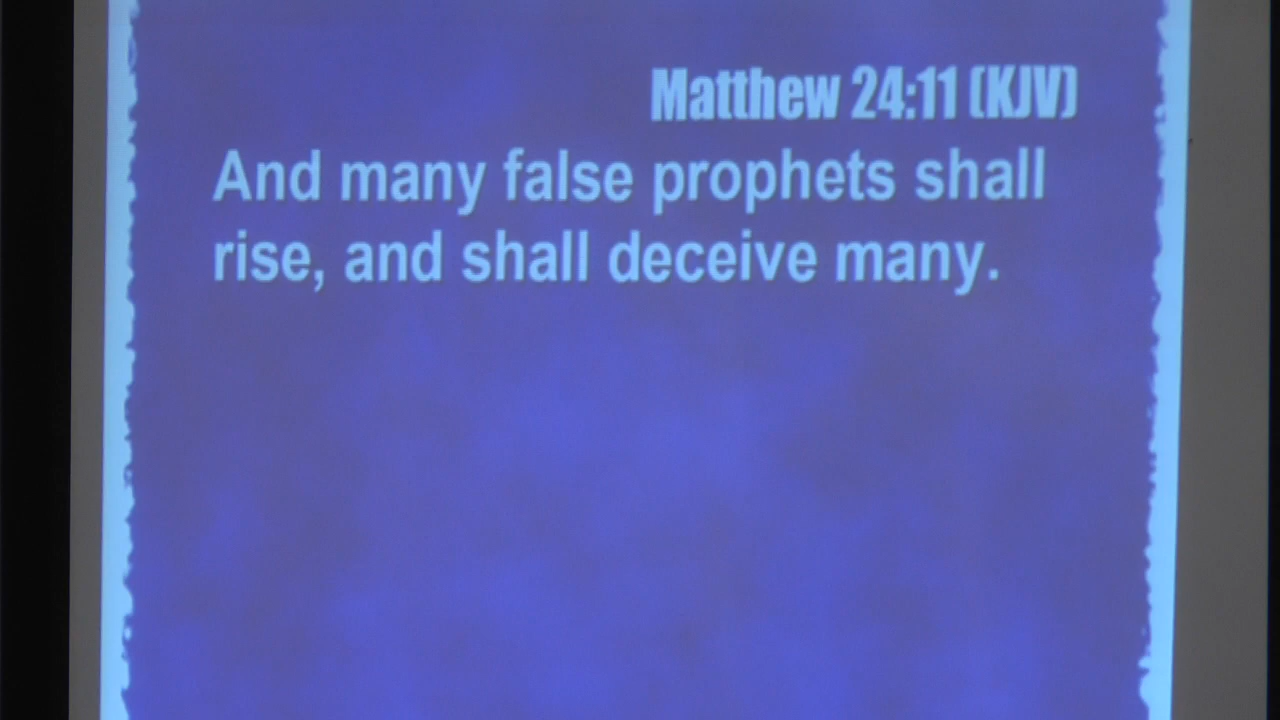 Matthew 24:11 (KJV)
And many false prophets shall
rise, and shall deceive many.